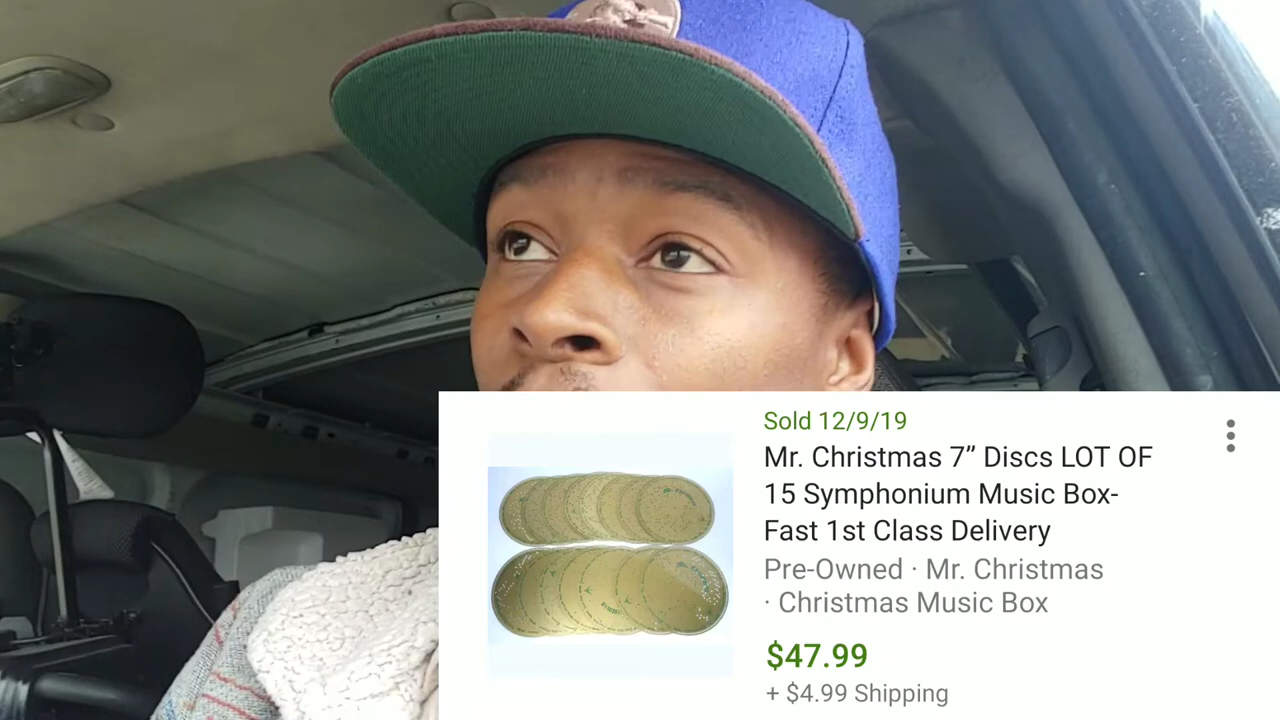 Sold 12/9/19
Mr. Christmas 7” Discs LOT OF
15 Symphonium Music Box-
Fast 1st Class Delivery
Pre-Owned · Mr. Christmas
· Christmas Music Box
$47.99
+ $4.99 Shipping